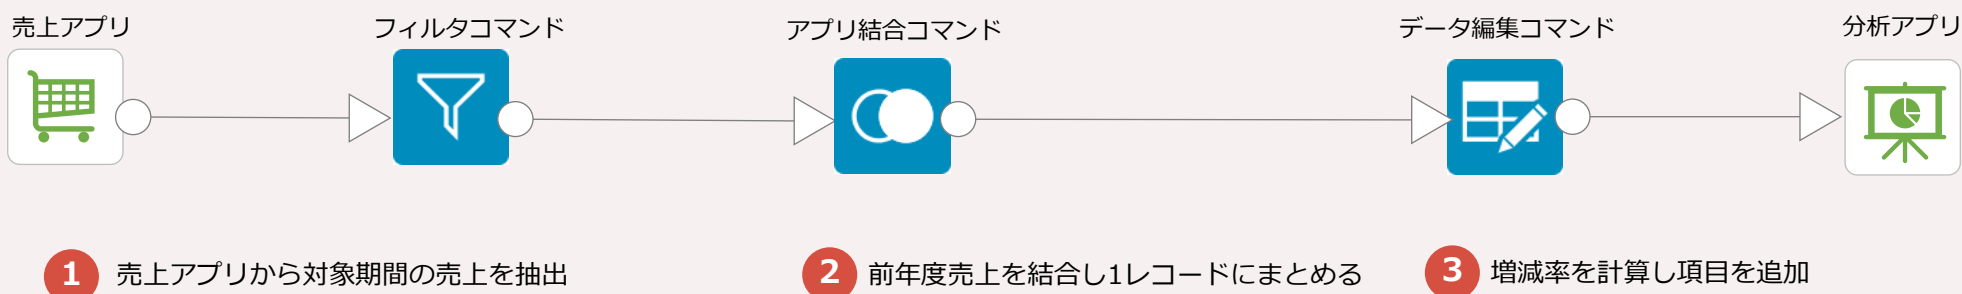 売上アプリ
フィルタコマンド
アプリ結合コマンド
データ編集コマンド
分析アプリ
1 売上アプリから対象期間の売上を抽出
2 前年度売上を結合し1レコードにまとめる
3 増減率を計算し項目を追加